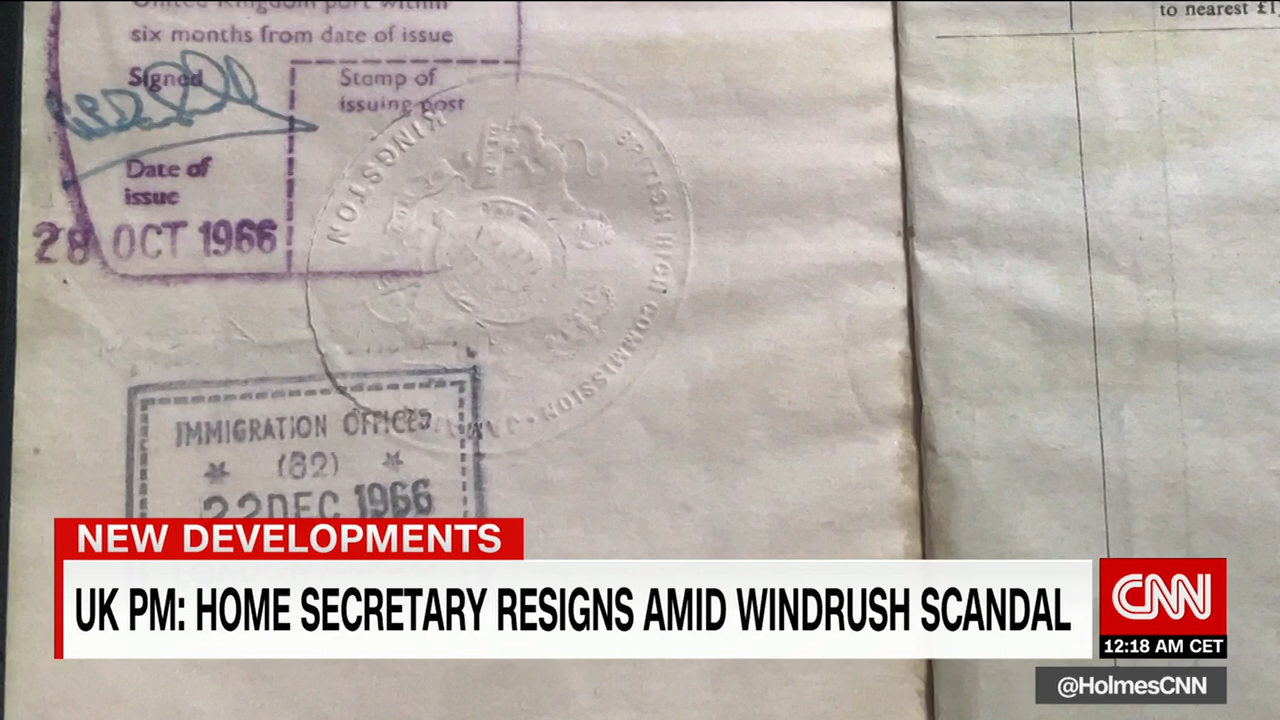 United Kingdom port within
six months from date of issue
Signed
Stamp of
issuing post
Date of
issue
28 OCT 1966
KINGSTON
BRITISH HIGH COMMISSION
IMMIGRATION OFFICER
(82)
22 DEC 1966
to nearest £1
NEW DEVELOPMENTS
UK PM: HOME SECRETARY RESIGNS AMID WINDRUSH SCANDAL
CNN
12:18 AM CET
@HolmesCNN